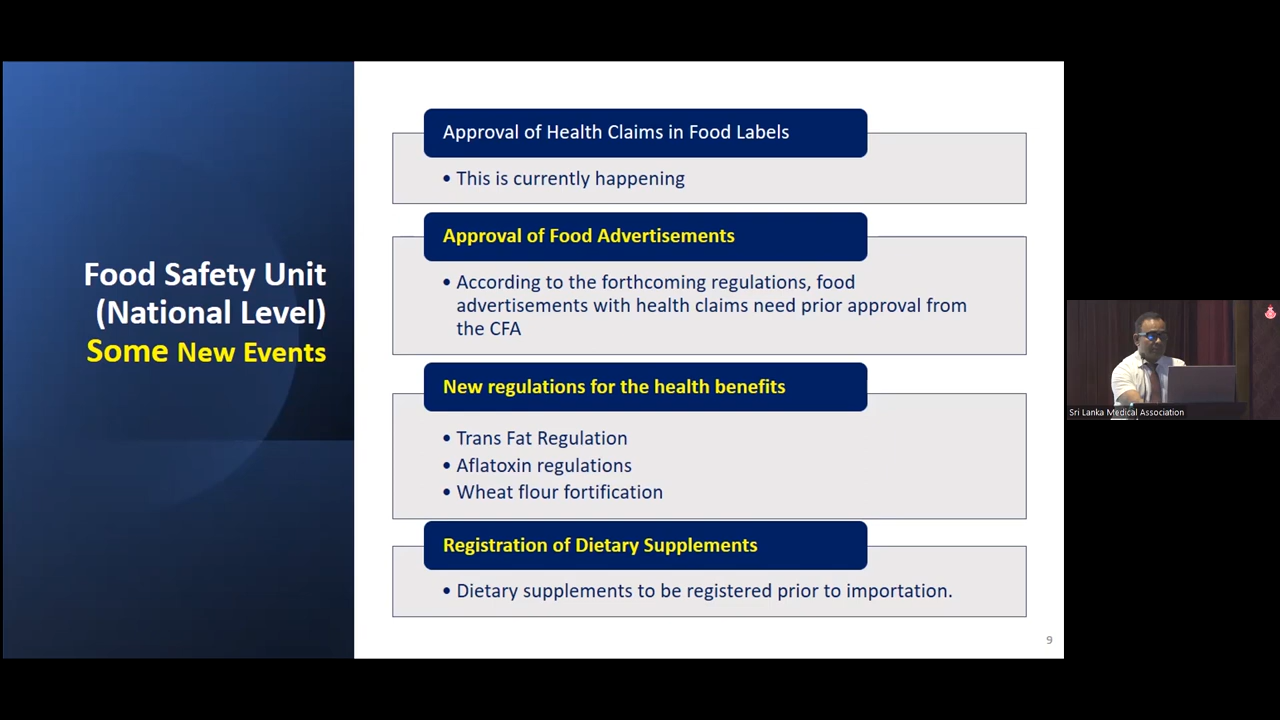 Food Safety Unit
(National Level)
Some New Events
Approval of Health Claims in Food Labels
• This is currently happening
Approval of Food Advertisements
• According to the forthcoming regulations, food
advertisements with health claims need prior approval from
the CFA
New regulations for the health benefits
• Trans Fat Regulation
• Aflatoxin regulations
• Wheat flour fortification
Registration of Dietary Supplements
• Dietary supplements to be registered prior to importation.
9
Sri Lanka Medical Association